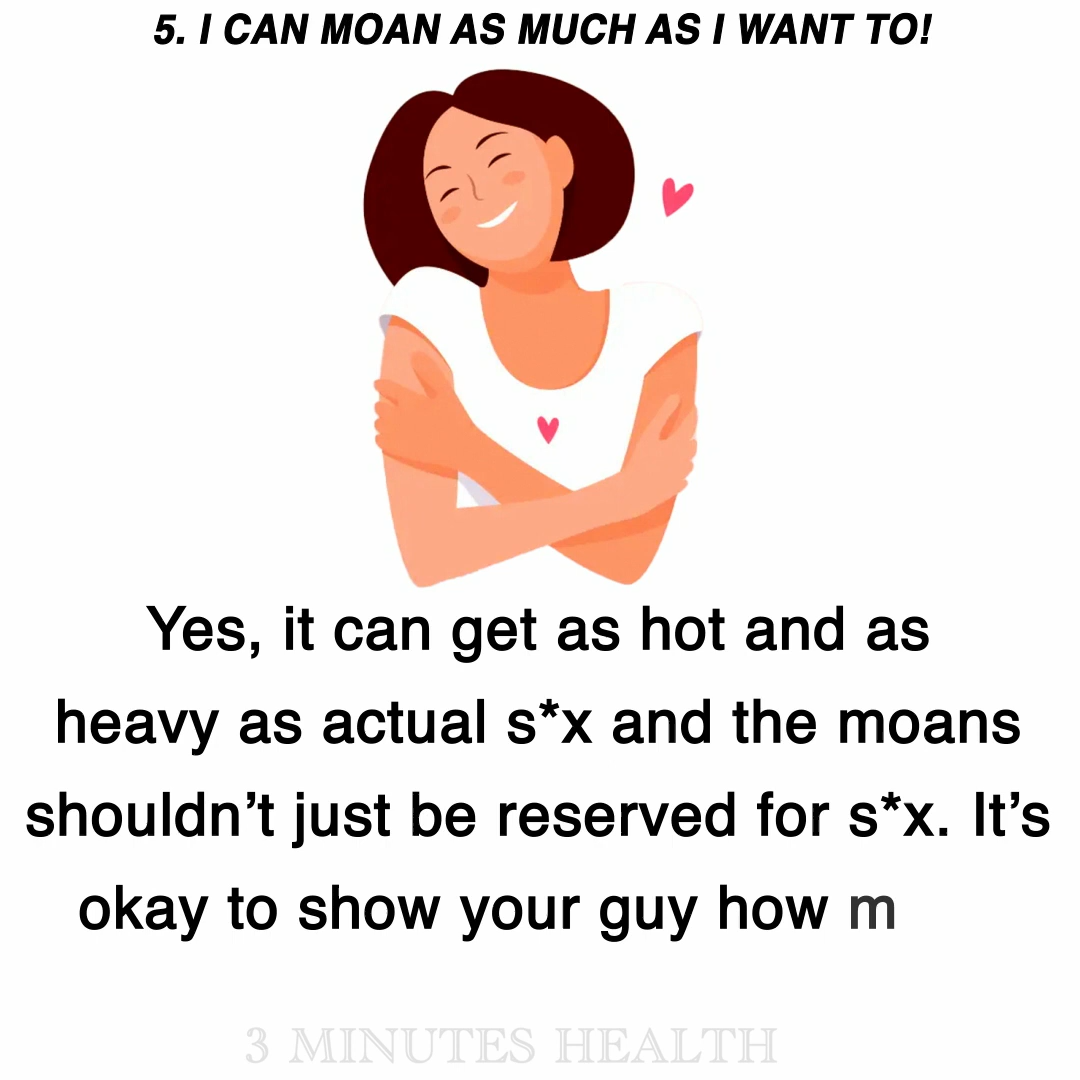 5. I CAN MOAN AS MUCH AS I WANT TO!
Yes, it can get as hot and as
heavy as actual s*x and the moans
shouldn’t just be reserved for s*x. It’s
okay to show your guy how m
3 MINUTES HEALTH